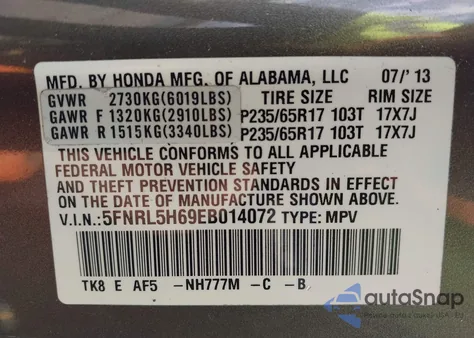 MFD. BY HONDA MFG. OF ALABAMA, LLC 07/'13
GVWR 2730KG(6019LBS) TIRE SIZE RIM SIZE
GAWR F 1320KG(2910LBS) P235/65R17 103T 17X7J
GAWR R 1515KG(3340LBS) P235/65R17 103T 17X7J
THIS VEHICLE CONFORMS TO ALL APPLICABLE
FEDERAL MOTOR VEHICLE SAFETY
AND THEFT PREVENTION STANDARDS IN EFFECT
ON THE DATE OF MANUFACTURE SHOWN ABOVE.
V.I.N.:5FNRL5H69EB014072 TYPE: MPV
TK8 E AF5 -NH777M -C -B
autoSnap